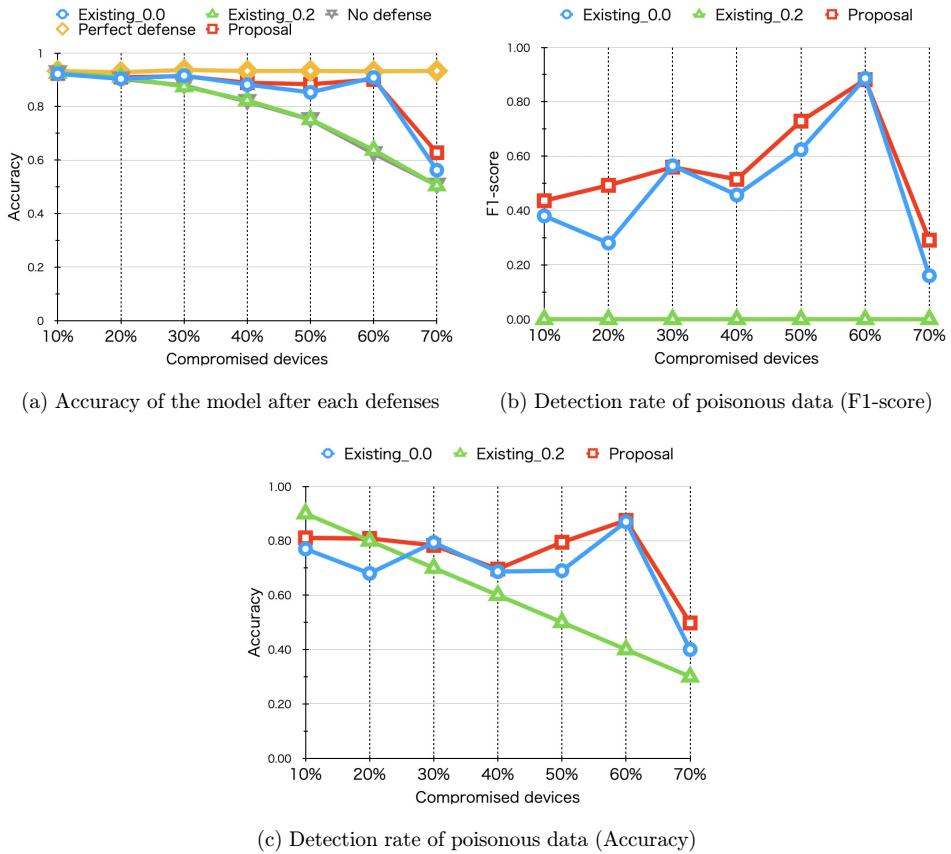 Existing_0.0 Existing_0.2 No defense
Perfect defense Proposal
1
0.8
0.6
0.4
0.2
0
Accuracy
10% 20% 30% 40% 50% 60% 70%
Compromised devices
(a) Accuracy of the model after each defenses
Existing_0.0 Existing_0.2 Proposal
1.00
0.80
0.60
0.40
0.20
0.00
F1-score
10% 20% 30% 40% 50% 60% 70%
Compromised devices
(b) Detection rate of poisonous data (F1-score)
Existing_0.0 Existing_0.2 Proposal
1.00
0.80
0.60
0.40
0.20
0.00
Accuracy
10% 20% 30% 40% 50% 60% 70%
Compromised devices
(c) Detection rate of poisonous data (Accuracy)